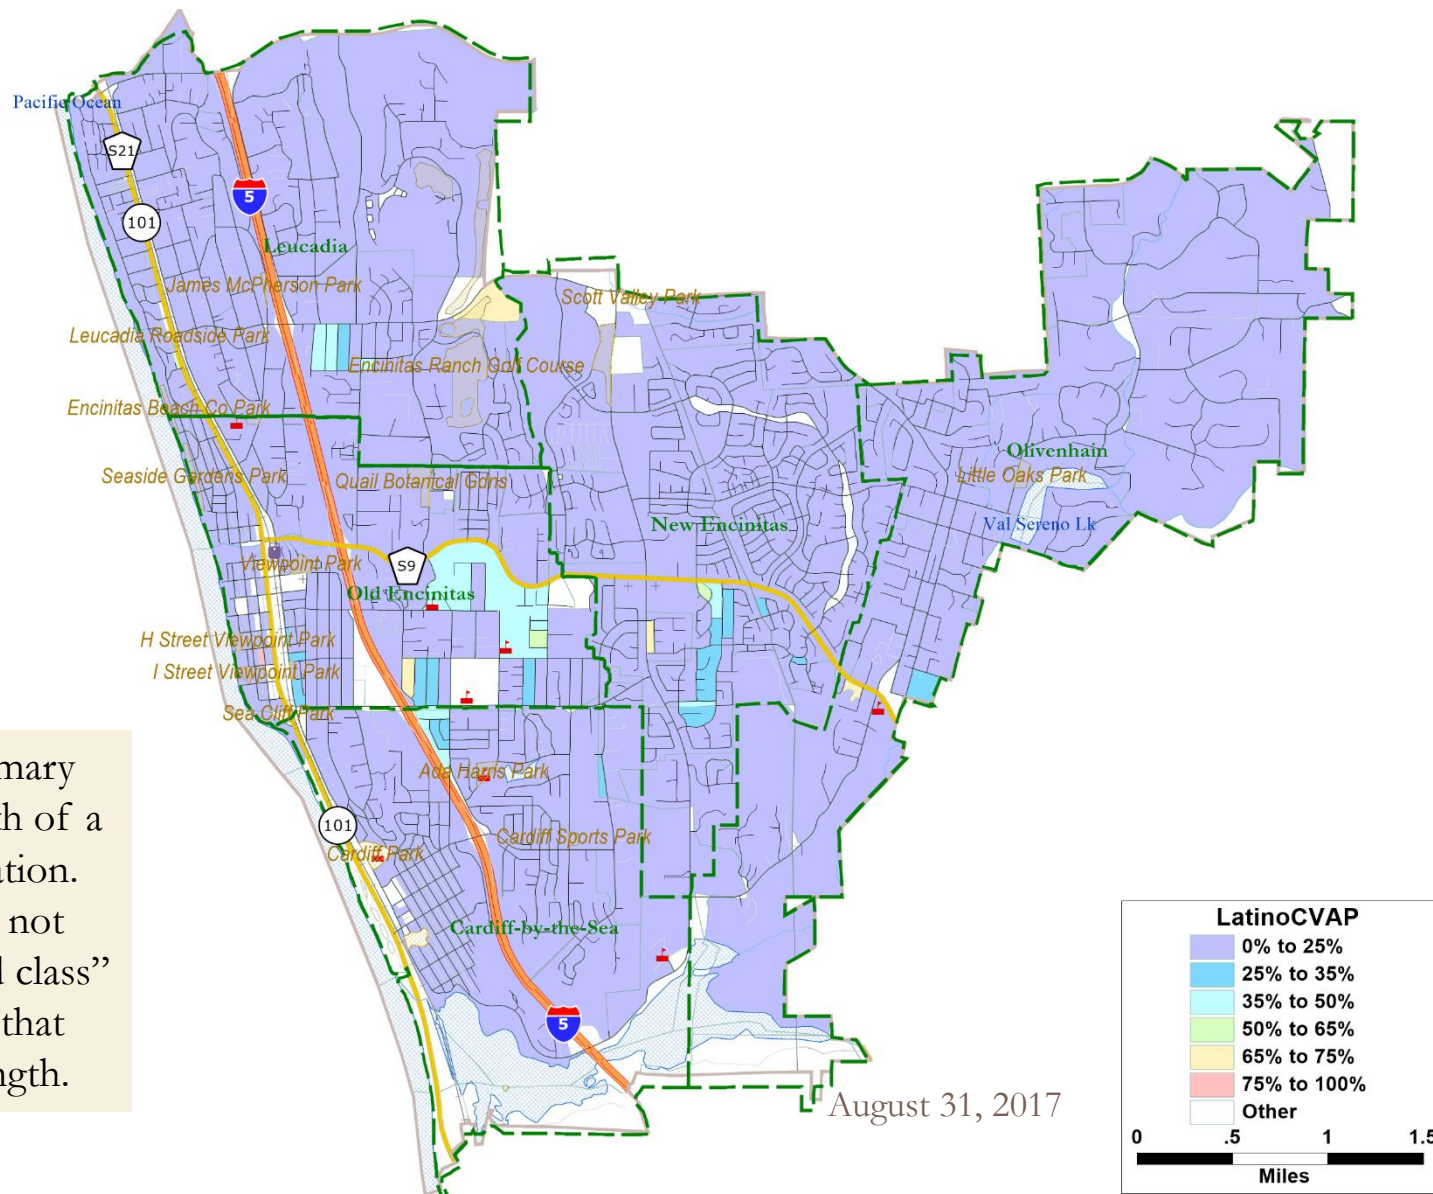 Pacific Ocean
S21
5
101
Leucadia
James McPherson Park
Scott Valley Park
Leucadia Roadside Park
Encinitas Ranch Golf Course
Encinitas Beach Co Park
Olivenhain
Seaside Gardens Park
Quail Botanical Gdns
Little Oaks Park
New Encinitas
Val Sereno Lk
Viewpoint Park
S9
Old Encinitas
H Street Viewpoint Park
I Street Viewpoint Park
Sea Cliff Park
Ada Harris Park
101
Cardiff Sports Park
Cardiff Park
Cardiff-by-the-Sea
5
mary
th of a
ation.
not
d class”
that
ngth.
August 31, 2017
LatinoCVAP
0% to 25%
25% to 35%
35% to 50%
50% to 65%
65% to 75%
75% to 100%
Other
0 .5 1 1.5
Miles